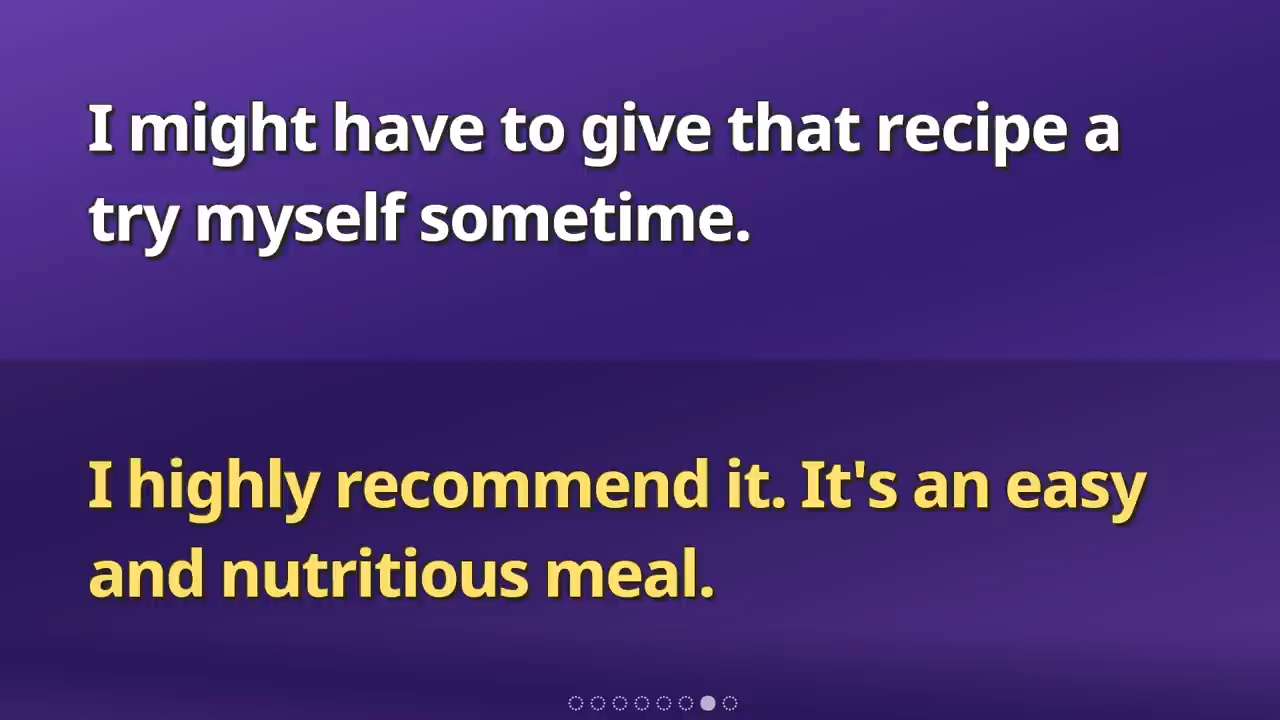 I might have to give that recipe a
try myself sometime.
I highly recommend it. It's an easy
and nutritious meal.